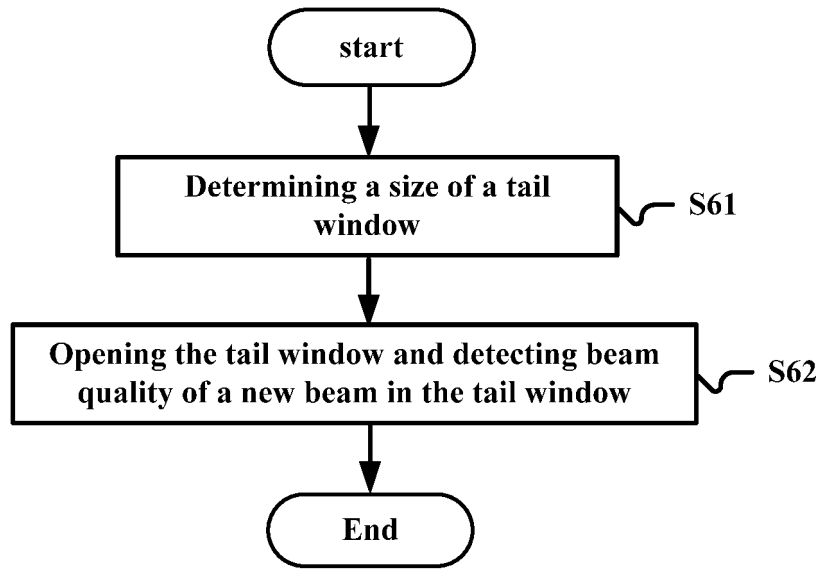 start
Determining a size of a tail
window
S61
Opening the tail window and detecting beam
quality of a new beam in the tail window
S62
End